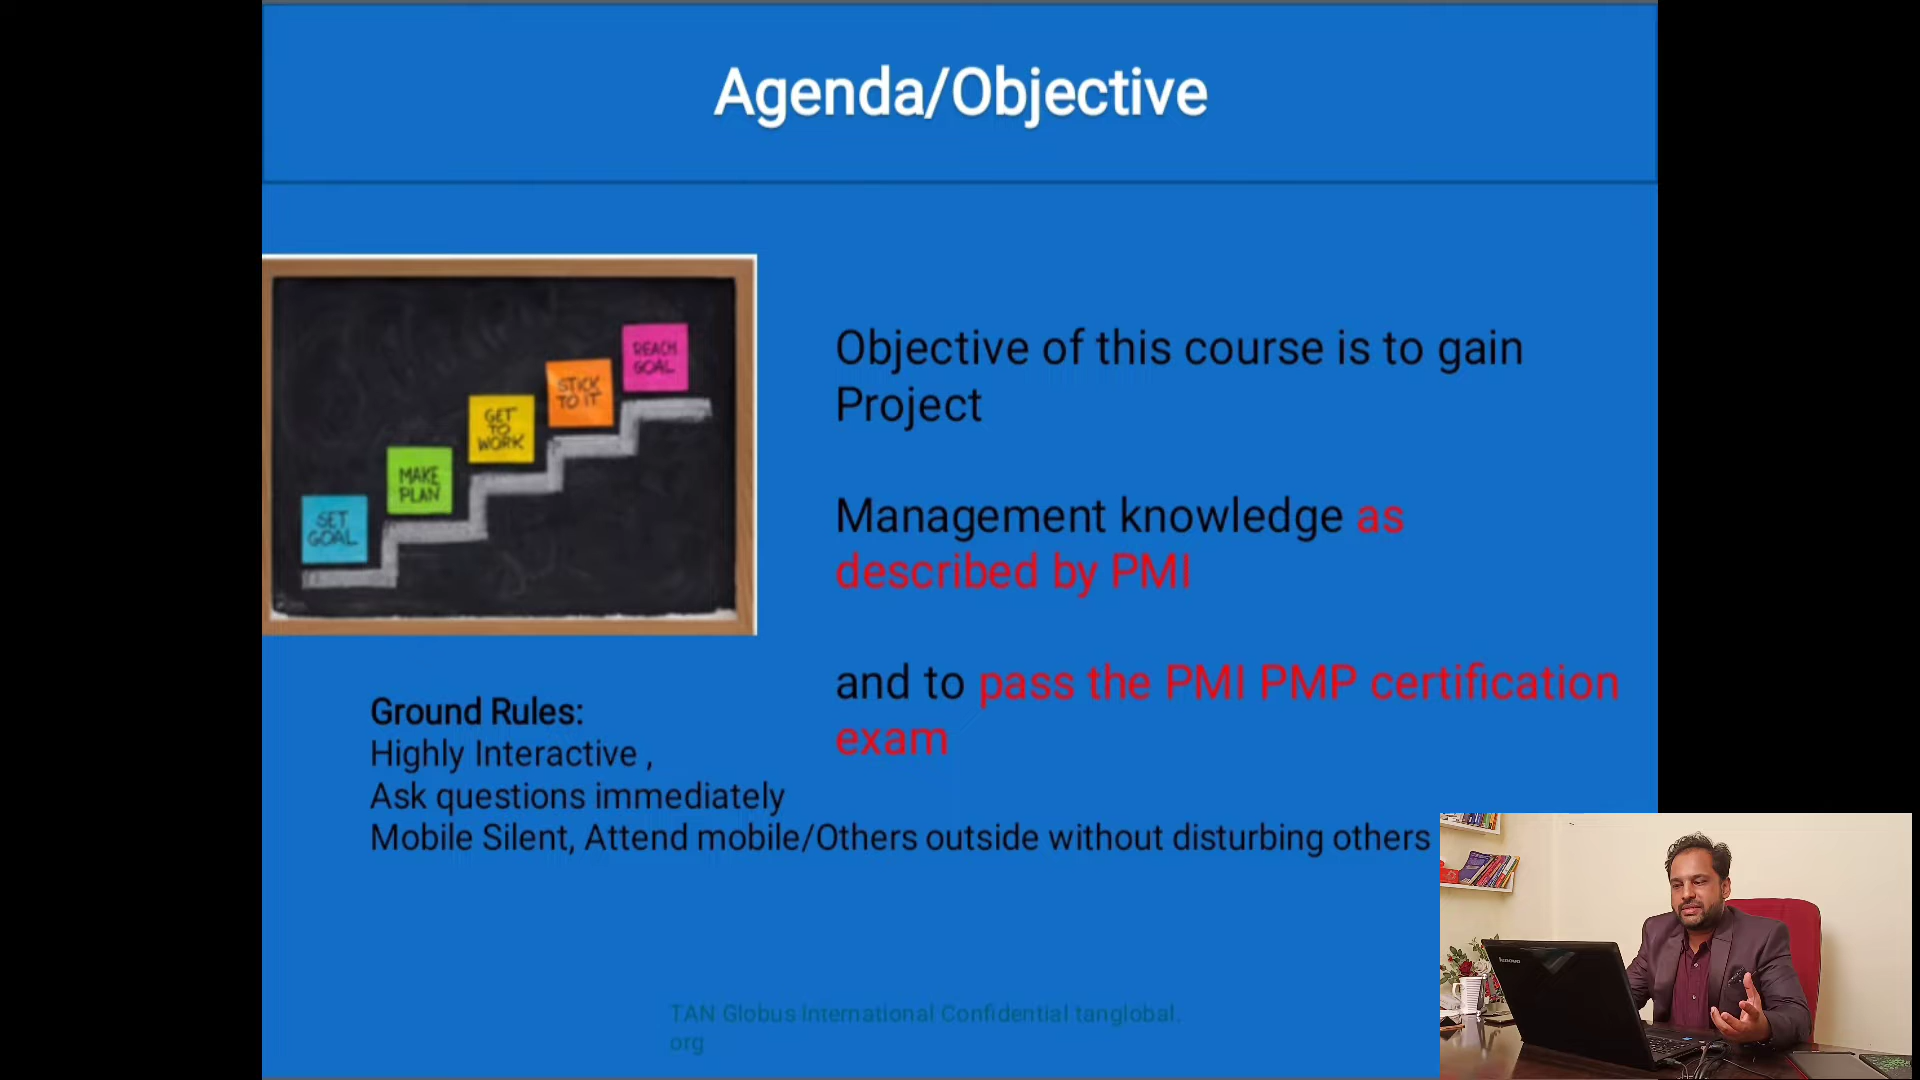 Agenda/Objective
SET
GOAL
MAKE
PLAN
GET
TO
WORK
STICK
TO IT
REACH
GOAL
Objective of this course is to gain
Project
Management knowledge as
described by PMI
and to pass the PMI PMP certification
exam
Ground Rules:
Highly Interactive ,
Ask questions immediately
Mobile Silent, Attend mobile/Others outside without disturbing others
TAN Globus International Confidential tanglobal.
org
lenovo